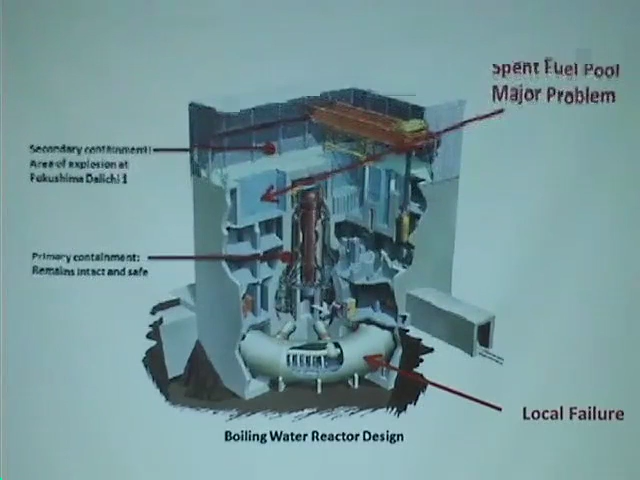 Spent Fuel Pool
Major Problem
Secondary containment:
Area of explosion at
Fukushima Daiichi 1
Primary containment:
Remains intact and safe
Local Failure
Boiling Water Reactor Design